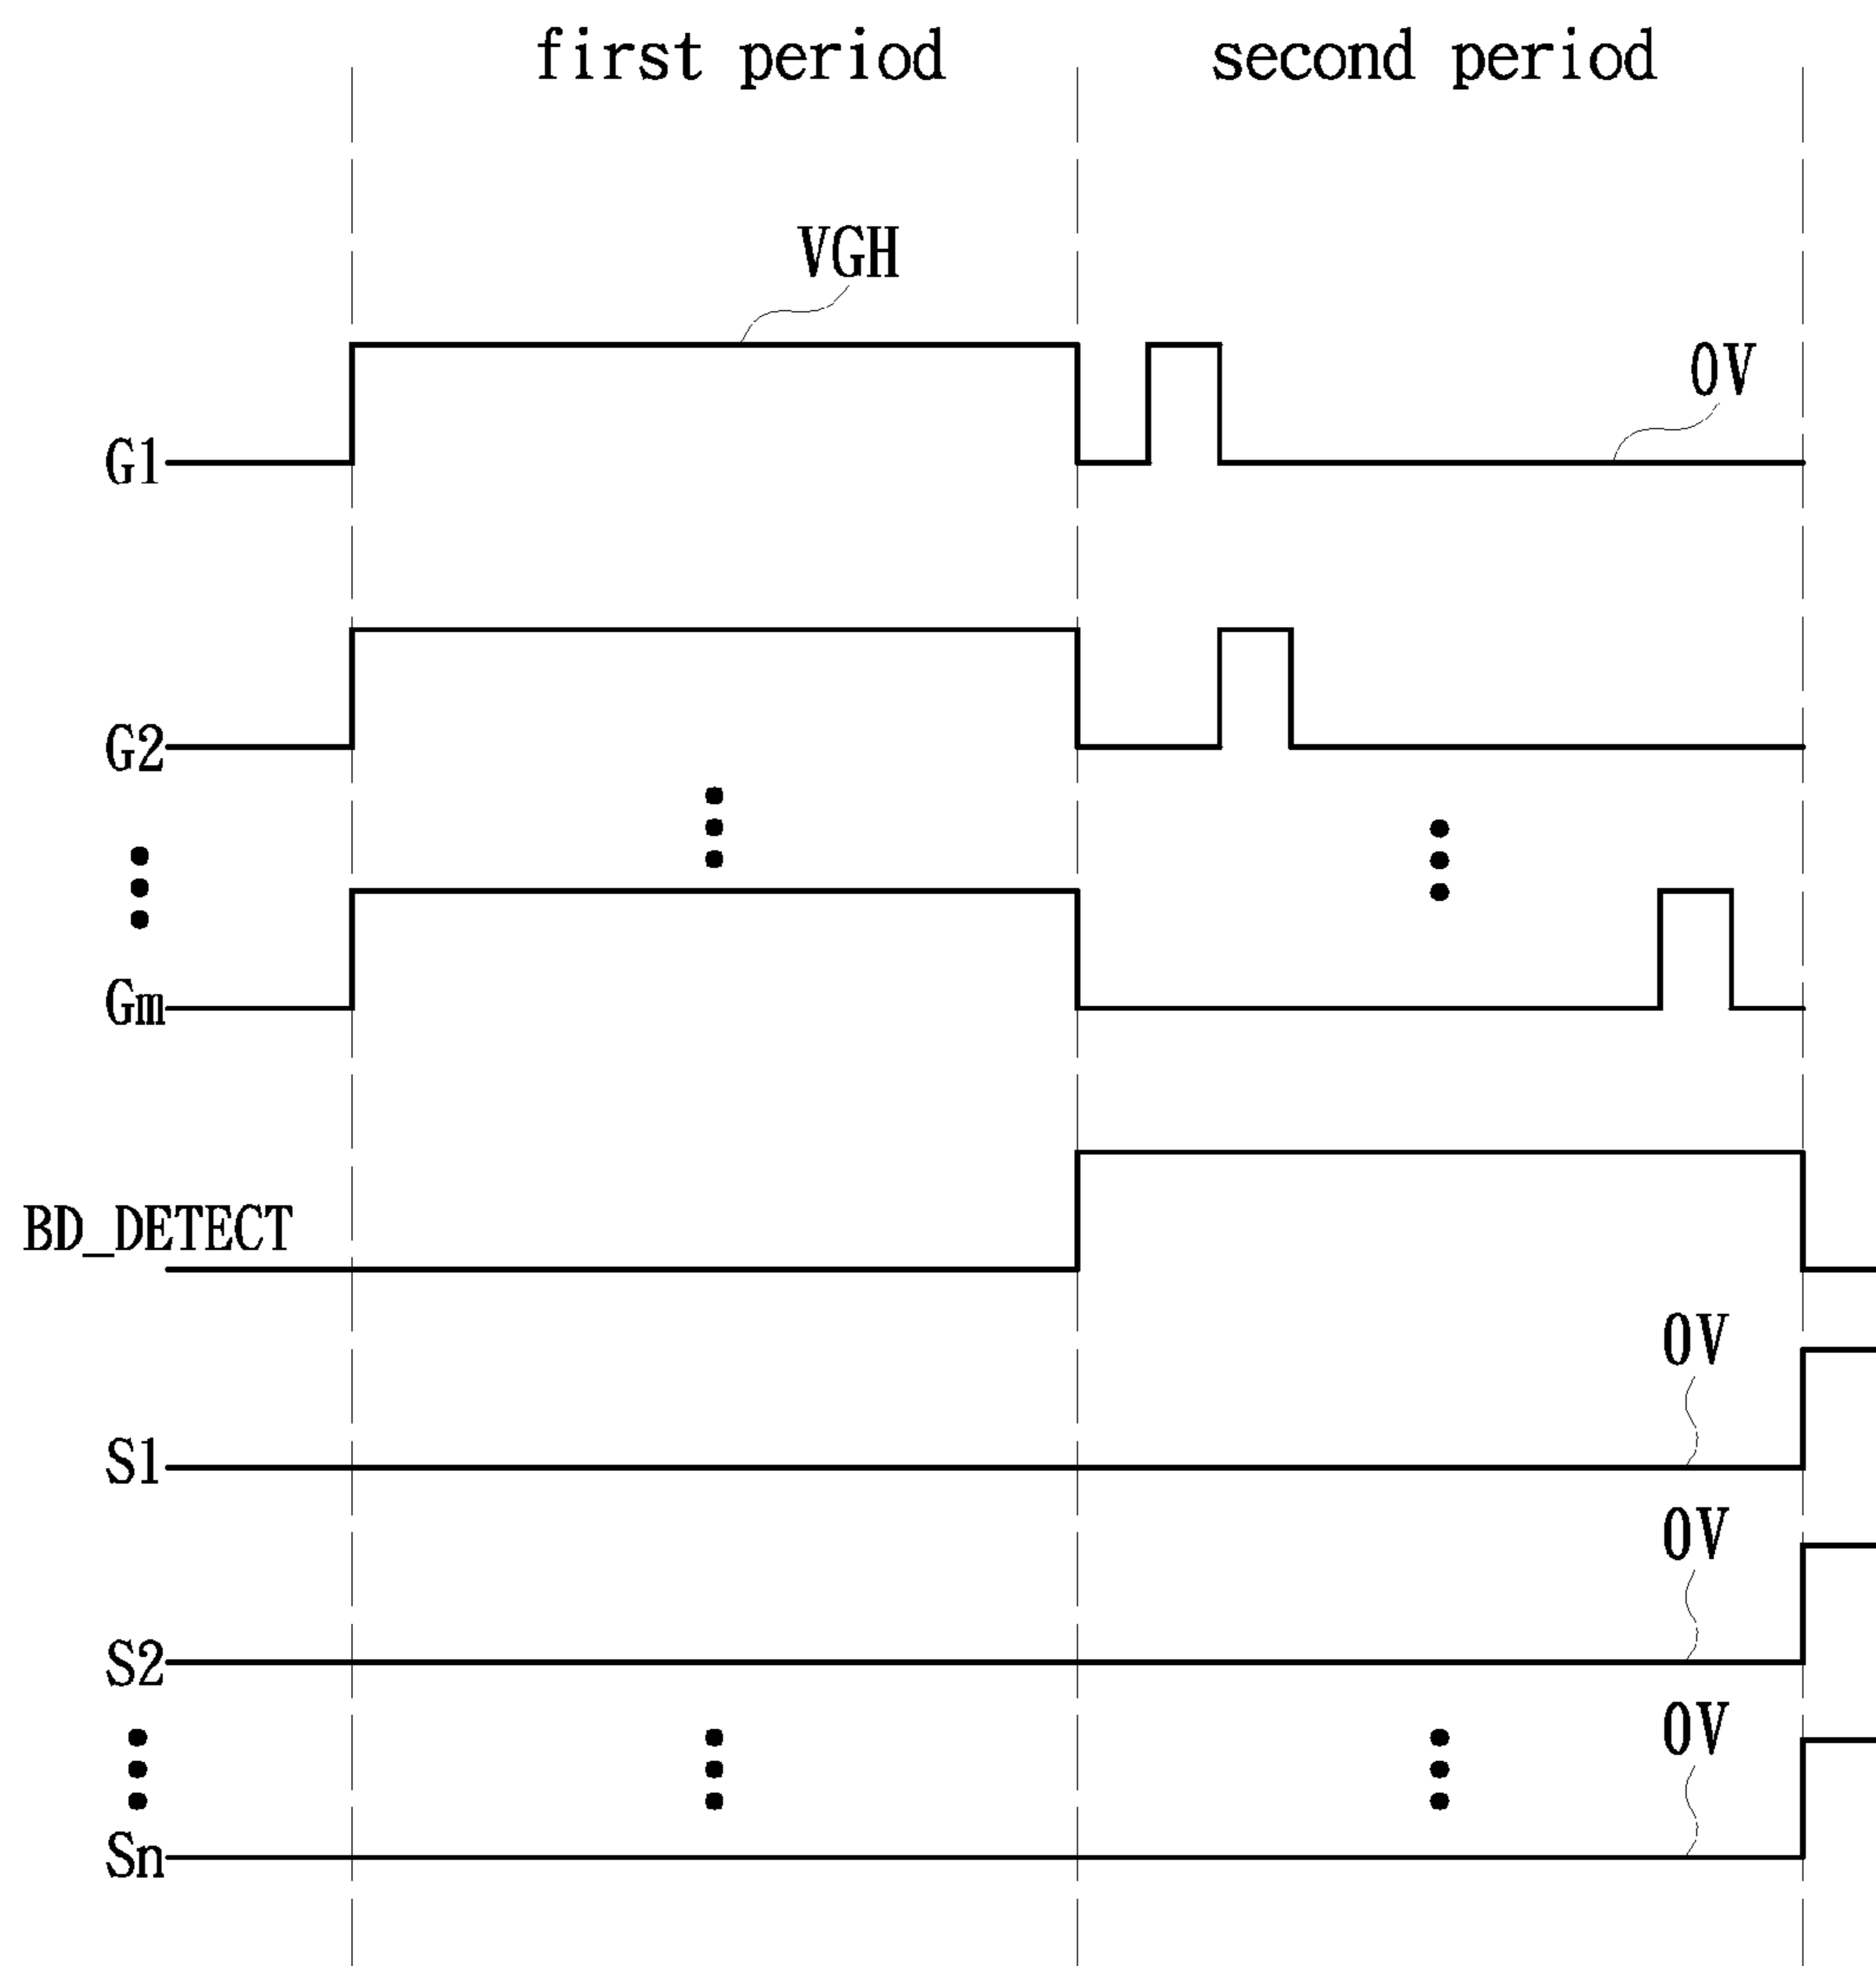 first period second period
VGH
0V
G1
G2
Gm
BD_DETECT
0V
S1
0V
S2
0V
Sn